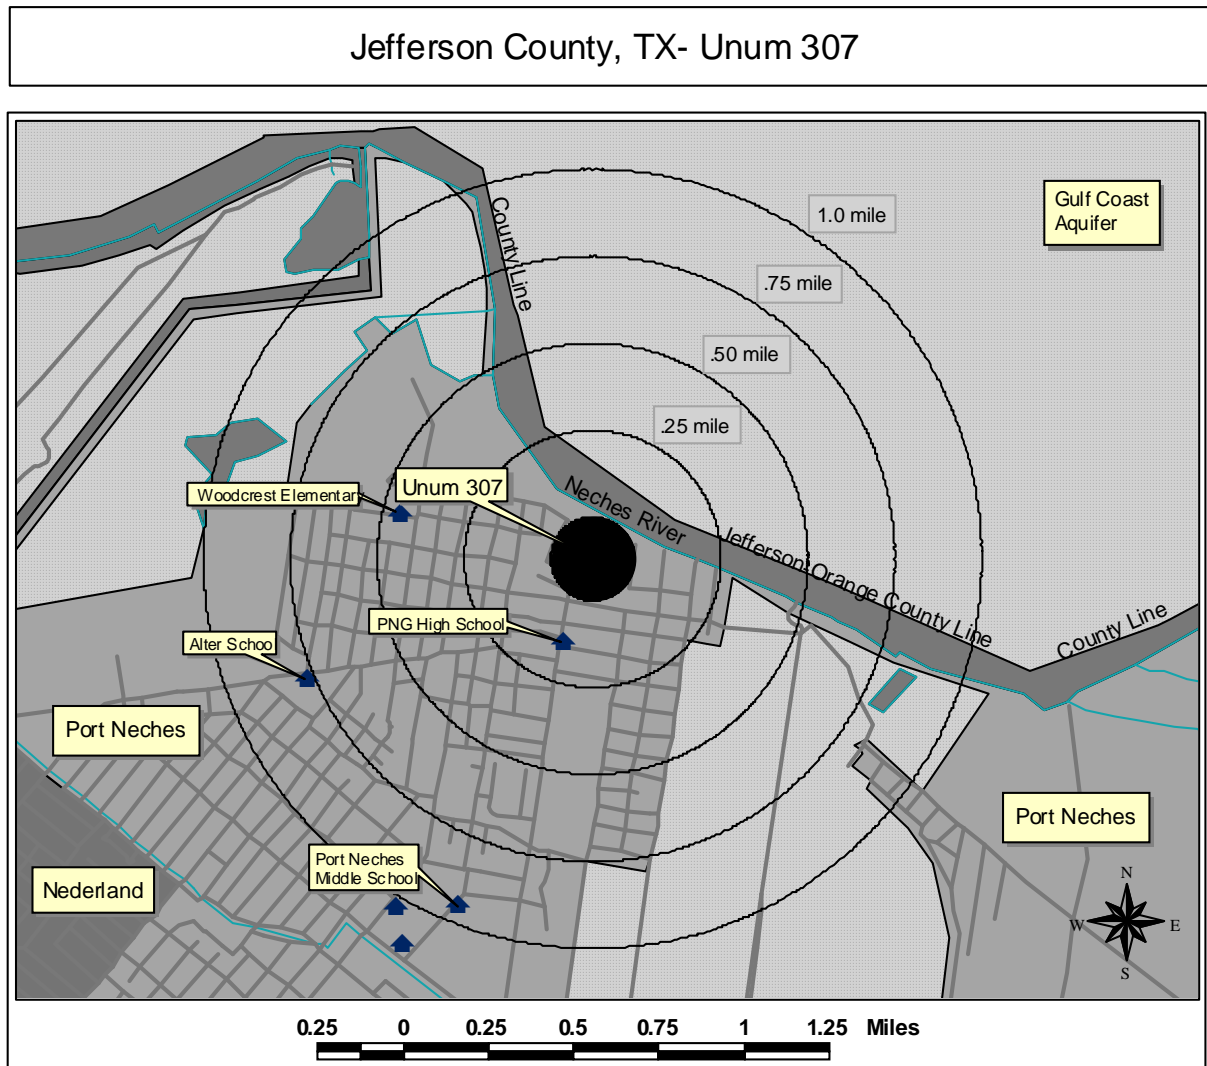 Jefferson County, TX- Unum 307
County Line
1.0 mile
Gulf Coast
Aquifer
.75 mile
.50 mile
.25 mile
Woodcrest Elementar
Unum 307
Neches River
Jefferson-Orange County Line
County Line
PNG High School
Alter Schoo
Port Neches
Port Neches
Port Neches
Middle School
Nederland
N
W
E
S
0.25 0 0.25 0.5 0.75 1 1.25 Miles